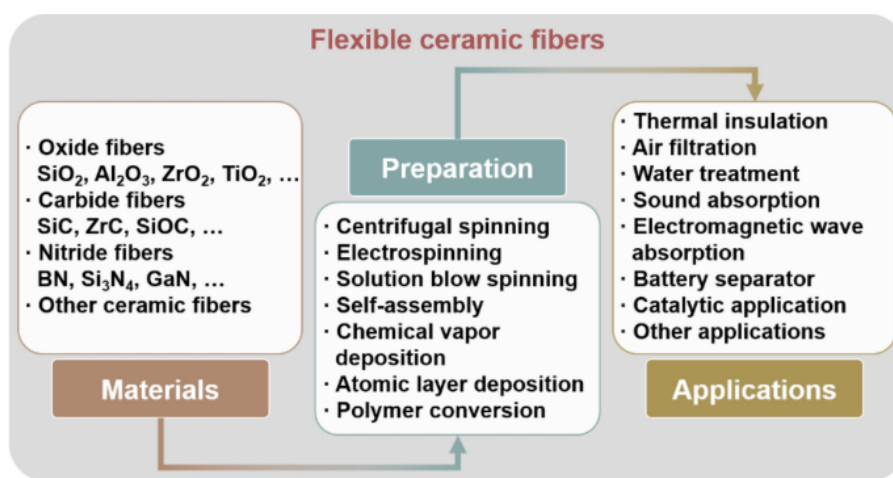 Flexible ceramic fibers
· Oxide fibers
SiO₂, Al₂O₃, ZrO₂, TiO₂, …
· Carbide fibers
SiC, ZrC, SiOC, …
· Nitride fibers
BN, Si₃N₄, GaN, …
· Other ceramic fibers
Materials
Preparation
· Centrifugal spinning
· Electrospinning
· Solution blow spinning
· Self-assembly
· Chemical vapor
deposition
· Atomic layer deposition
· Polymer conversion
· Thermal insulation
· Air filtration
· Water treatment
· Sound absorption
· Electromagnetic wave
absorption
· Battery separator
· Catalytic application
· Other applications
Applications